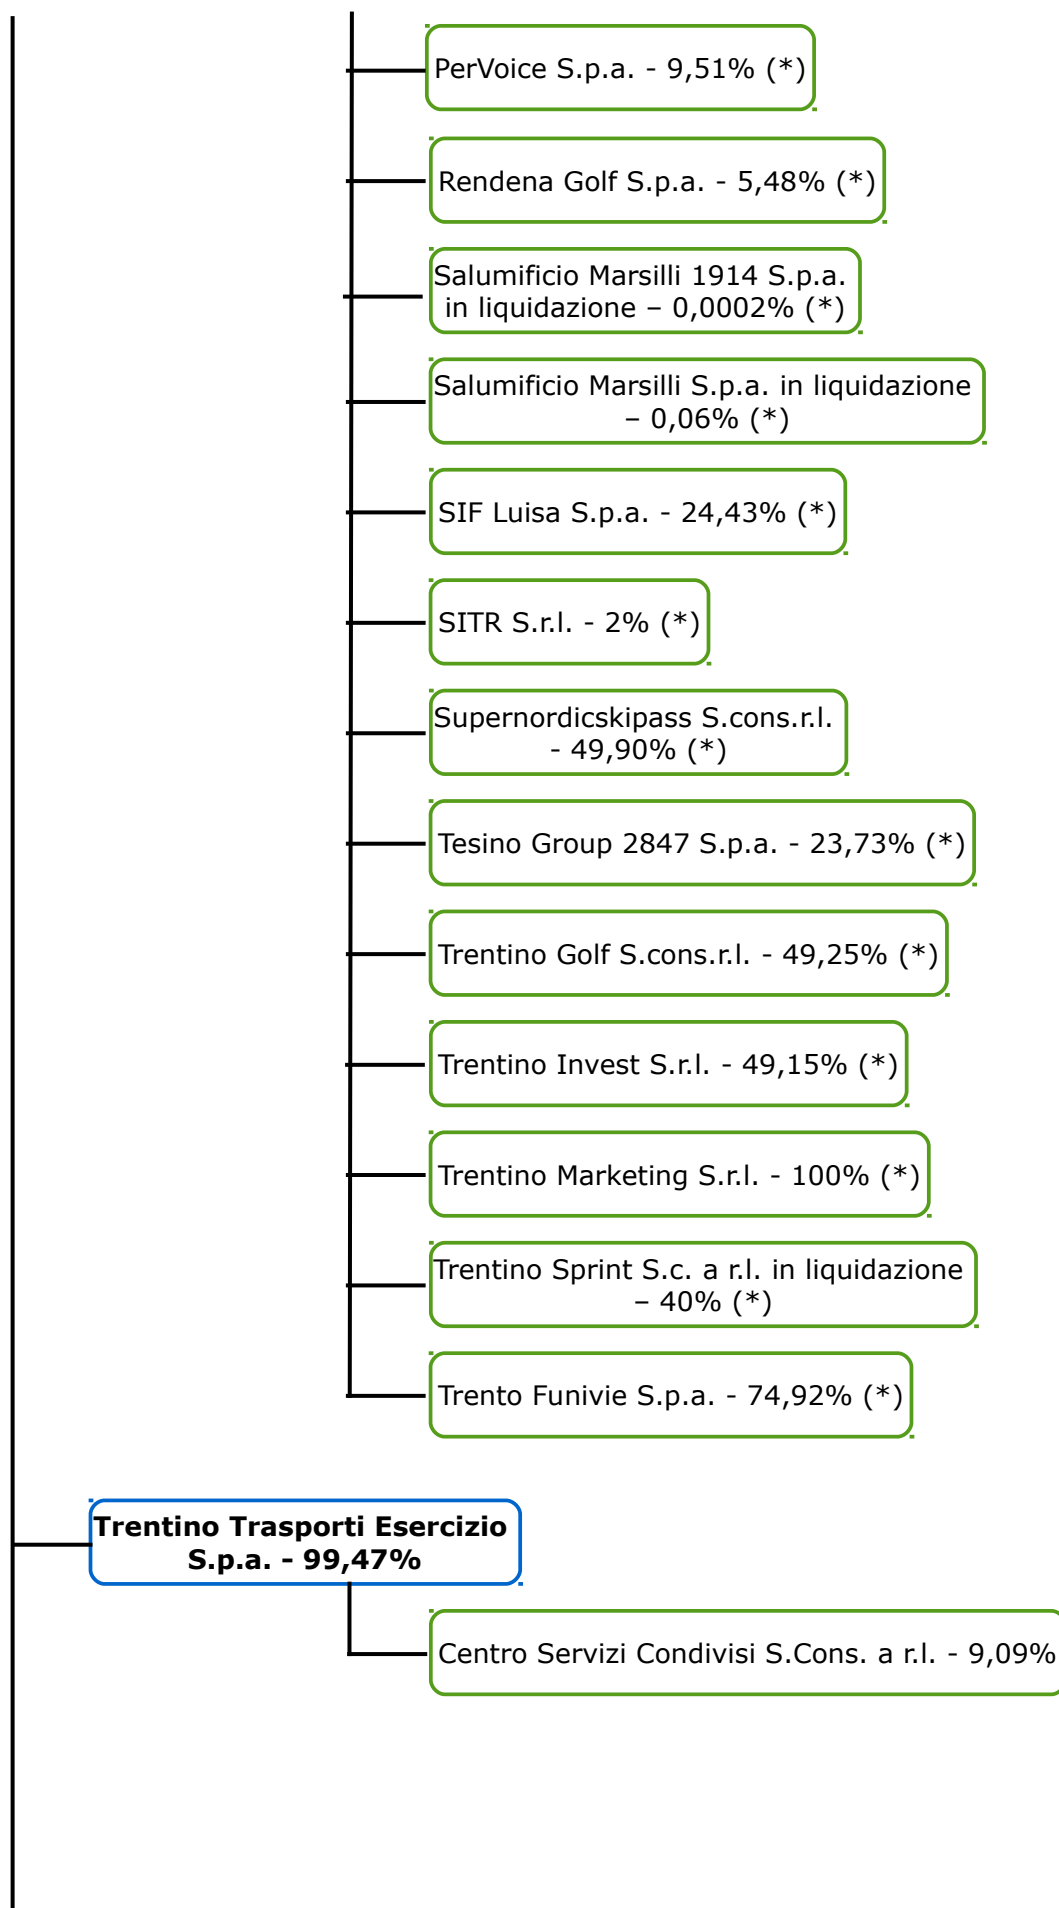 PerVoice S.p.a. - 9,51% (*)
Rendena Golf S.p.a. - 5,48% (*)
Salumificio Marsilli 1914 S.p.a.
in liquidazione – 0,0002% (*)
Salumificio Marsilli S.p.a. in liquidazione
– 0,06% (*)
SIF Luisa S.p.a. - 24,43% (*)
SITR S.r.l. - 2% (*)
Supernordicskipass S.cons.r.l.
- 49,90% (*)
Tesino Group 2847 S.p.a. - 23,73% (*)
Trentino Golf S.cons.r.l. - 49,25% (*)
Trentino Invest S.r.l. - 49,15% (*)
Trentino Marketing S.r.l. - 100% (*)
Trentino Sprint S.c. a r.l. in liquidazione
– 40% (*)
Trento Funivie S.p.a. - 74,92% (*)
Trentino Trasporti Esercizio
S.p.a. - 99,47%
Centro Servizi Condivisi S.Cons. a r.l. - 9,09%